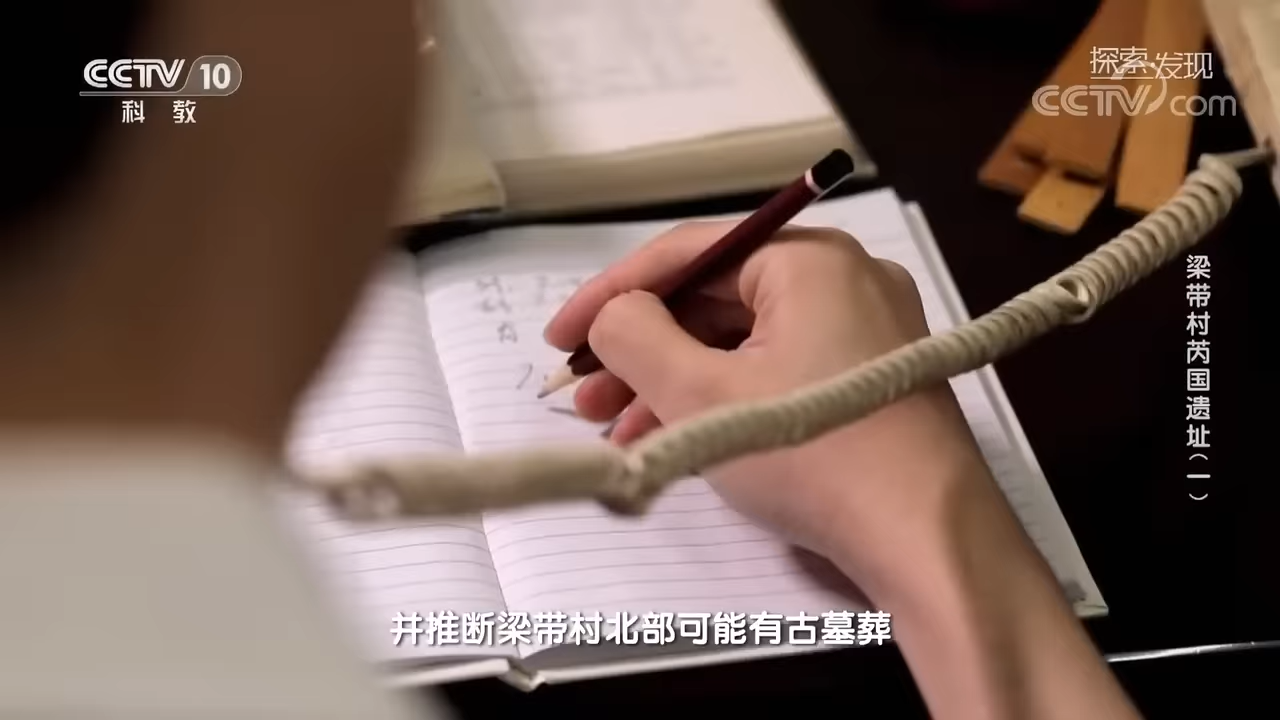 CCTV 10
科 教
探索·发现
CCTV.com
梁带村芮国遗址（一）
并推断梁带村北部可能有古墓葬